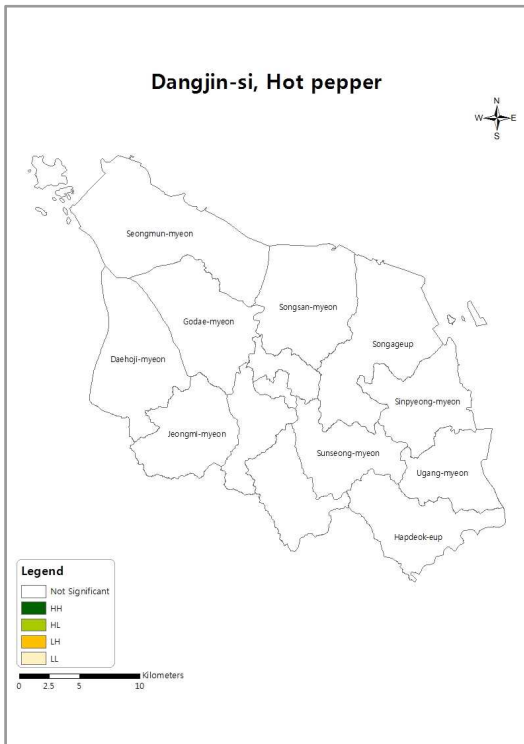 Dangjin-si, Hot pepper
N
W E
S
Seongmun-myeon
Godae-myeon
Songsan-myeon
Songageup
Daehoji-myeon
Sinpyeong-myeon
Jeongmi-myeon
Sunseong-myeon
Ugang-myeon
Hapdeok-eup
Legend
Not Significant
HH
HL
LH
LL
Kilometers
0 2.5 5 10